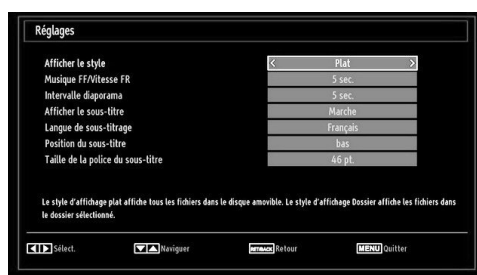 Réglages
Afficher le style < Plat >
Musique FF/Vitesse FR 5 sec.
Intervalle diaporama 5 sec.
Afficher le sous-titre Marche
Langue de sous-titrage Français
Position du sous-titre bas
Taille de la police du sous-titre 46 pt.
Le style d'affichage plat affiche tous les fichiers dans le disque amovible. Le style d'affichage Dossier affiche les fichiers dans
le dossier sélectionné.
Sélect. Naviguer RET/BACK Retour MENU Quitter